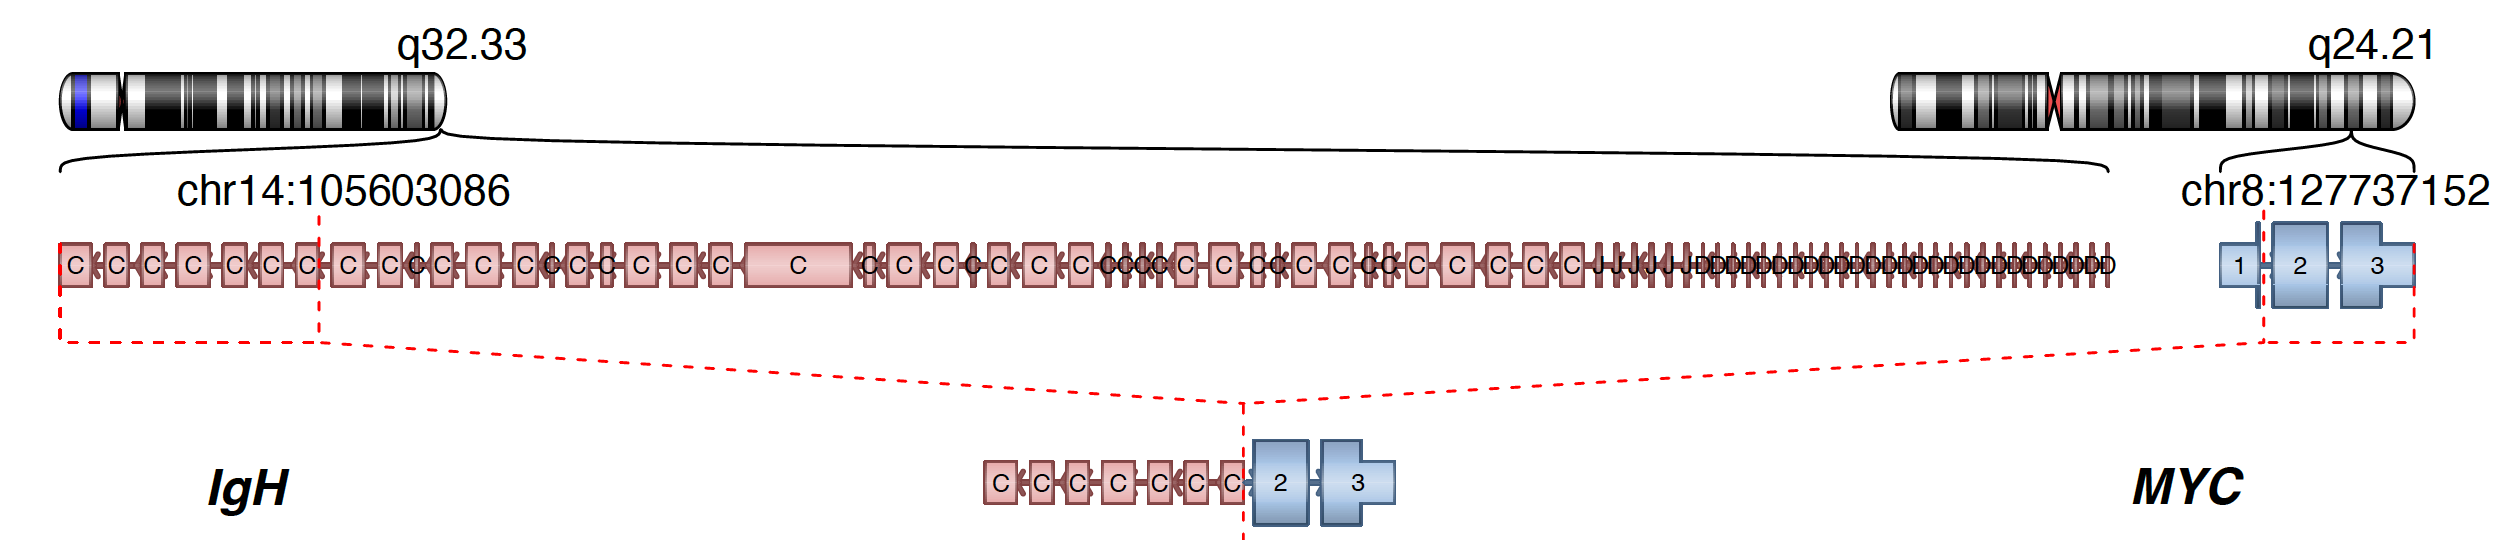 q32.33 q24.21
chr14:105603086 chr8:127737152
C C C C C C C C C C C C C C C C C C C C C C C C C C C C C C C C C C C C C C C C C C C C C C C J J J J J J D D D D D D D D D D D D D D D D D D D D D D D D D D D 1 2 3
C C C C C C C 2 3
IgH MYC